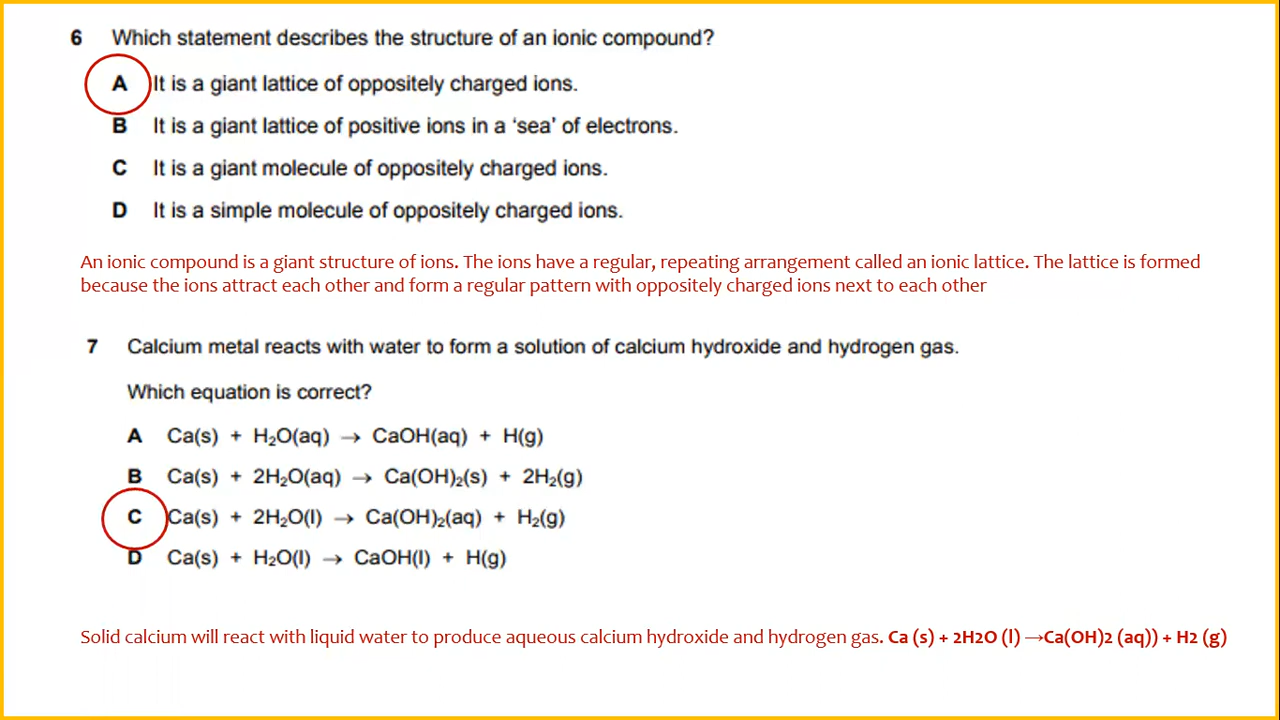 6 Which statement describes the structure of an ionic compound?
A It is a giant lattice of oppositely charged ions.
B It is a giant lattice of positive ions in a ‘sea’ of electrons.
C It is a giant molecule of oppositely charged ions.
D It is a simple molecule of oppositely charged ions.
An ionic compound is a giant structure of ions. The ions have a regular, repeating arrangement called an ionic lattice. The lattice is formed
because the ions attract each other and form a regular pattern with oppositely charged ions next to each other
7 Calcium metal reacts with water to form a solution of calcium hydroxide and hydrogen gas.
Which equation is correct?
A Ca(s) + H₂O(aq) → CaOH(aq) + H(g)
B Ca(s) + 2H₂O(aq) → Ca(OH)₂(s) + 2H₂(g)
C Ca(s) + 2H₂O(l) → Ca(OH)₂(aq) + H₂(g)
D Ca(s) + H₂O(l) → CaOH(l) + H(g)
Solid calcium will react with liquid water to produce aqueous calcium hydroxide and hydrogen gas. Ca (s) + 2H2O (l) →Ca(OH)2 (aq)) + H2 (g)